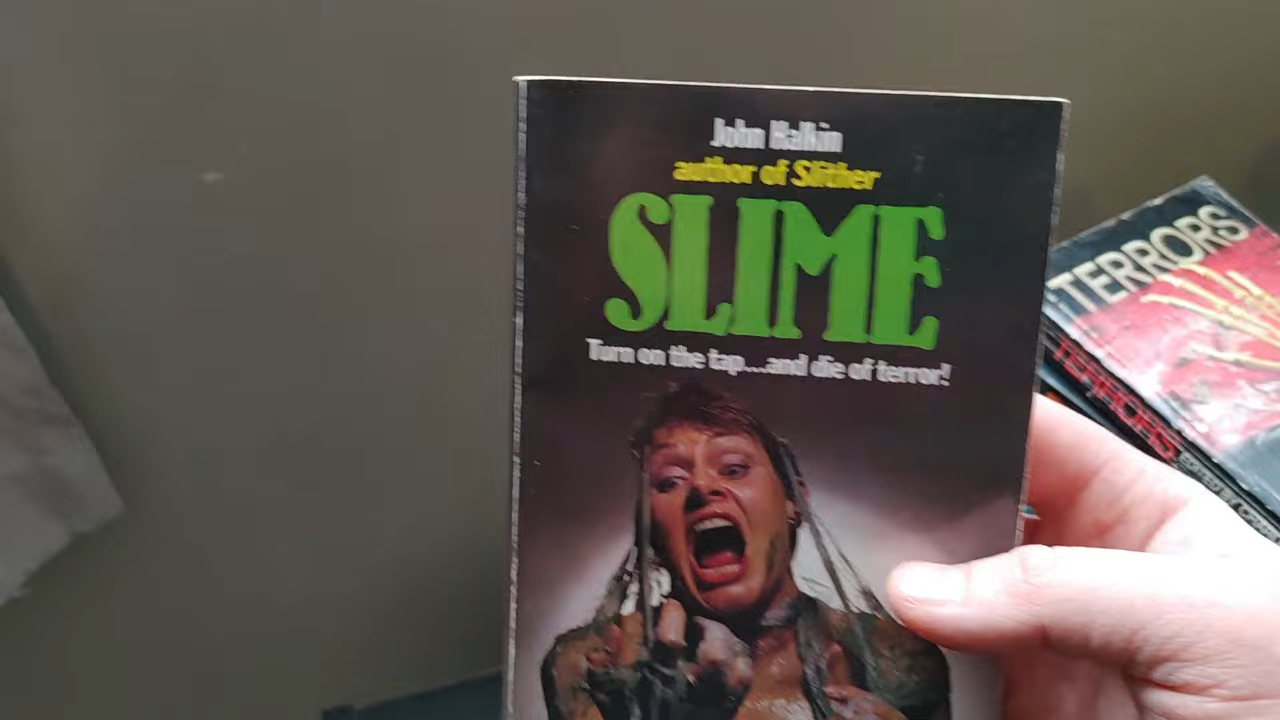 John Halkin
author of Slither
SLIME
Turn on the tap...and die of terror!
TERRORS
TERRORS